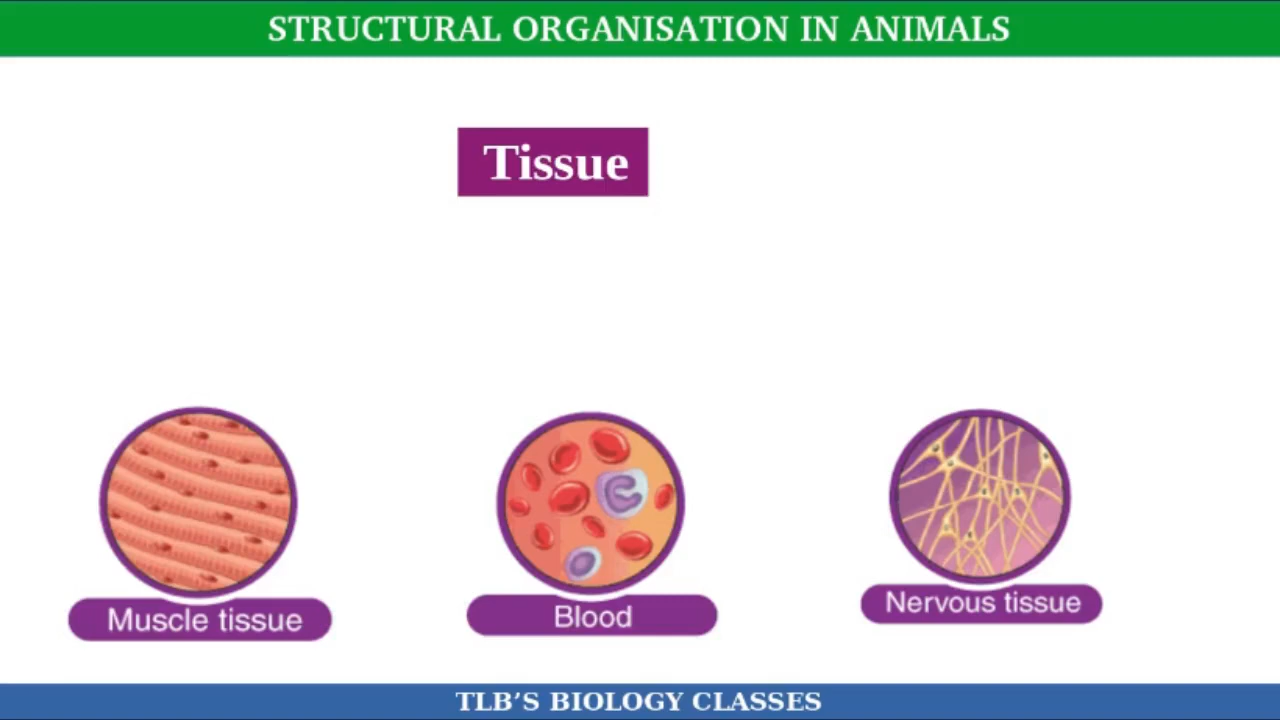 STRUCTURAL ORGANISATION IN ANIMALS
Tissue
Muscle tissue
Blood
Nervous tissue
TLB’S BIOLOGY CLASSES